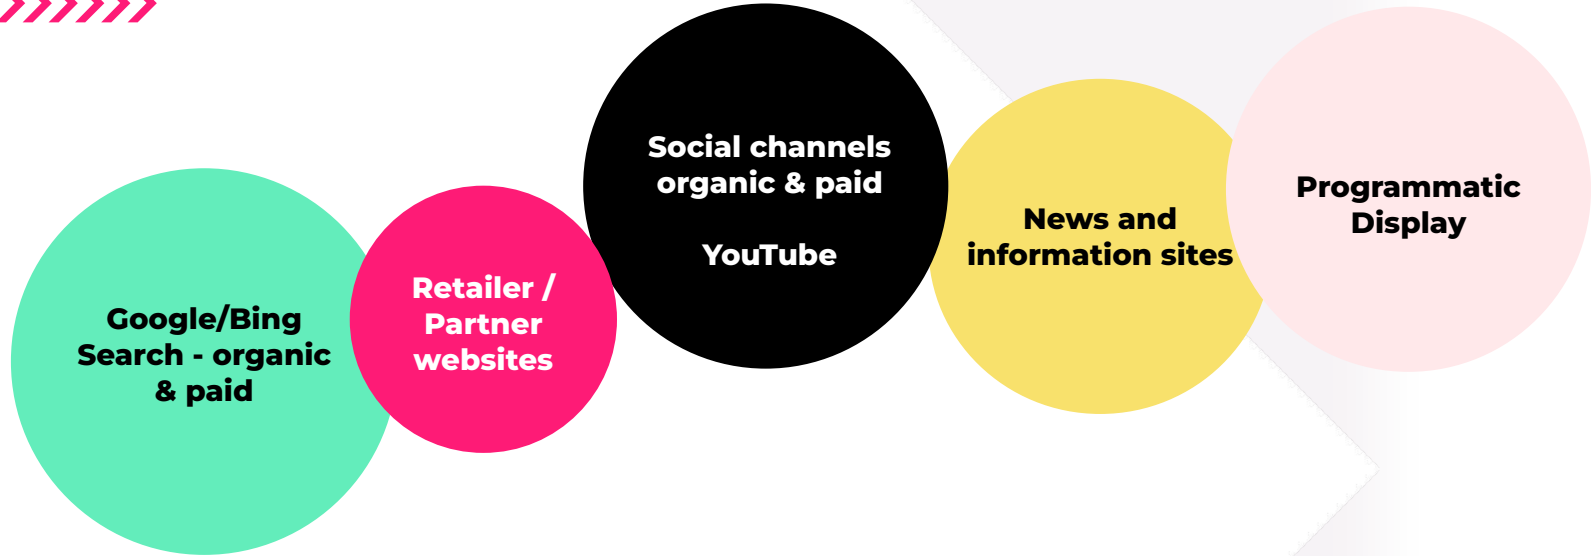 Google/Bing
Search - organic
& paid
Retailer /
Partner
websites
Social channels
organic & paid
YouTube
News and
information sites
Programmatic
Display